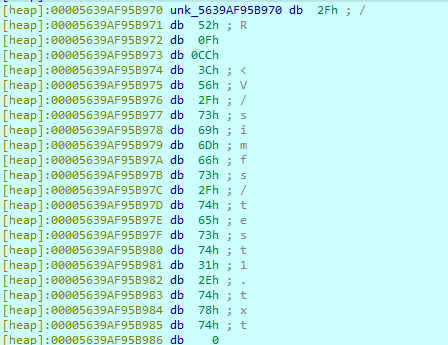 [heap]:00005639AF95B970 unk_5639AF95B970 db 2Fh ; /
[heap]:00005639AF95B971 db 52h ; R
[heap]:00005639AF95B972 db 0Fh
[heap]:00005639AF95B973 db 0CCh
[heap]:00005639AF95B974 db 3Ch ; <
[heap]:00005639AF95B975 db 56h ; V
[heap]:00005639AF95B976 db 2Fh ; /
[heap]:00005639AF95B977 db 73h ; s
[heap]:00005639AF95B978 db 69h ; i
[heap]:00005639AF95B979 db 6Dh ; m
[heap]:00005639AF95B97A db 66h ; f
[heap]:00005639AF95B97B db 73h ; s
[heap]:00005639AF95B97C db 2Fh ; /
[heap]:00005639AF95B97D db 74h ; t
[heap]:00005639AF95B97E db 65h ; e
[heap]:00005639AF95B97F db 73h ; s
[heap]:00005639AF95B980 db 74h ; t
[heap]:00005639AF95B981 db 31h ; 1
[heap]:00005639AF95B982 db 2Eh ; .
[heap]:00005639AF95B983 db 74h ; t
[heap]:00005639AF95B984 db 78h ; x
[heap]:00005639AF95B985 db 74h ; t
[heap]:00005639AF95B986 db 0